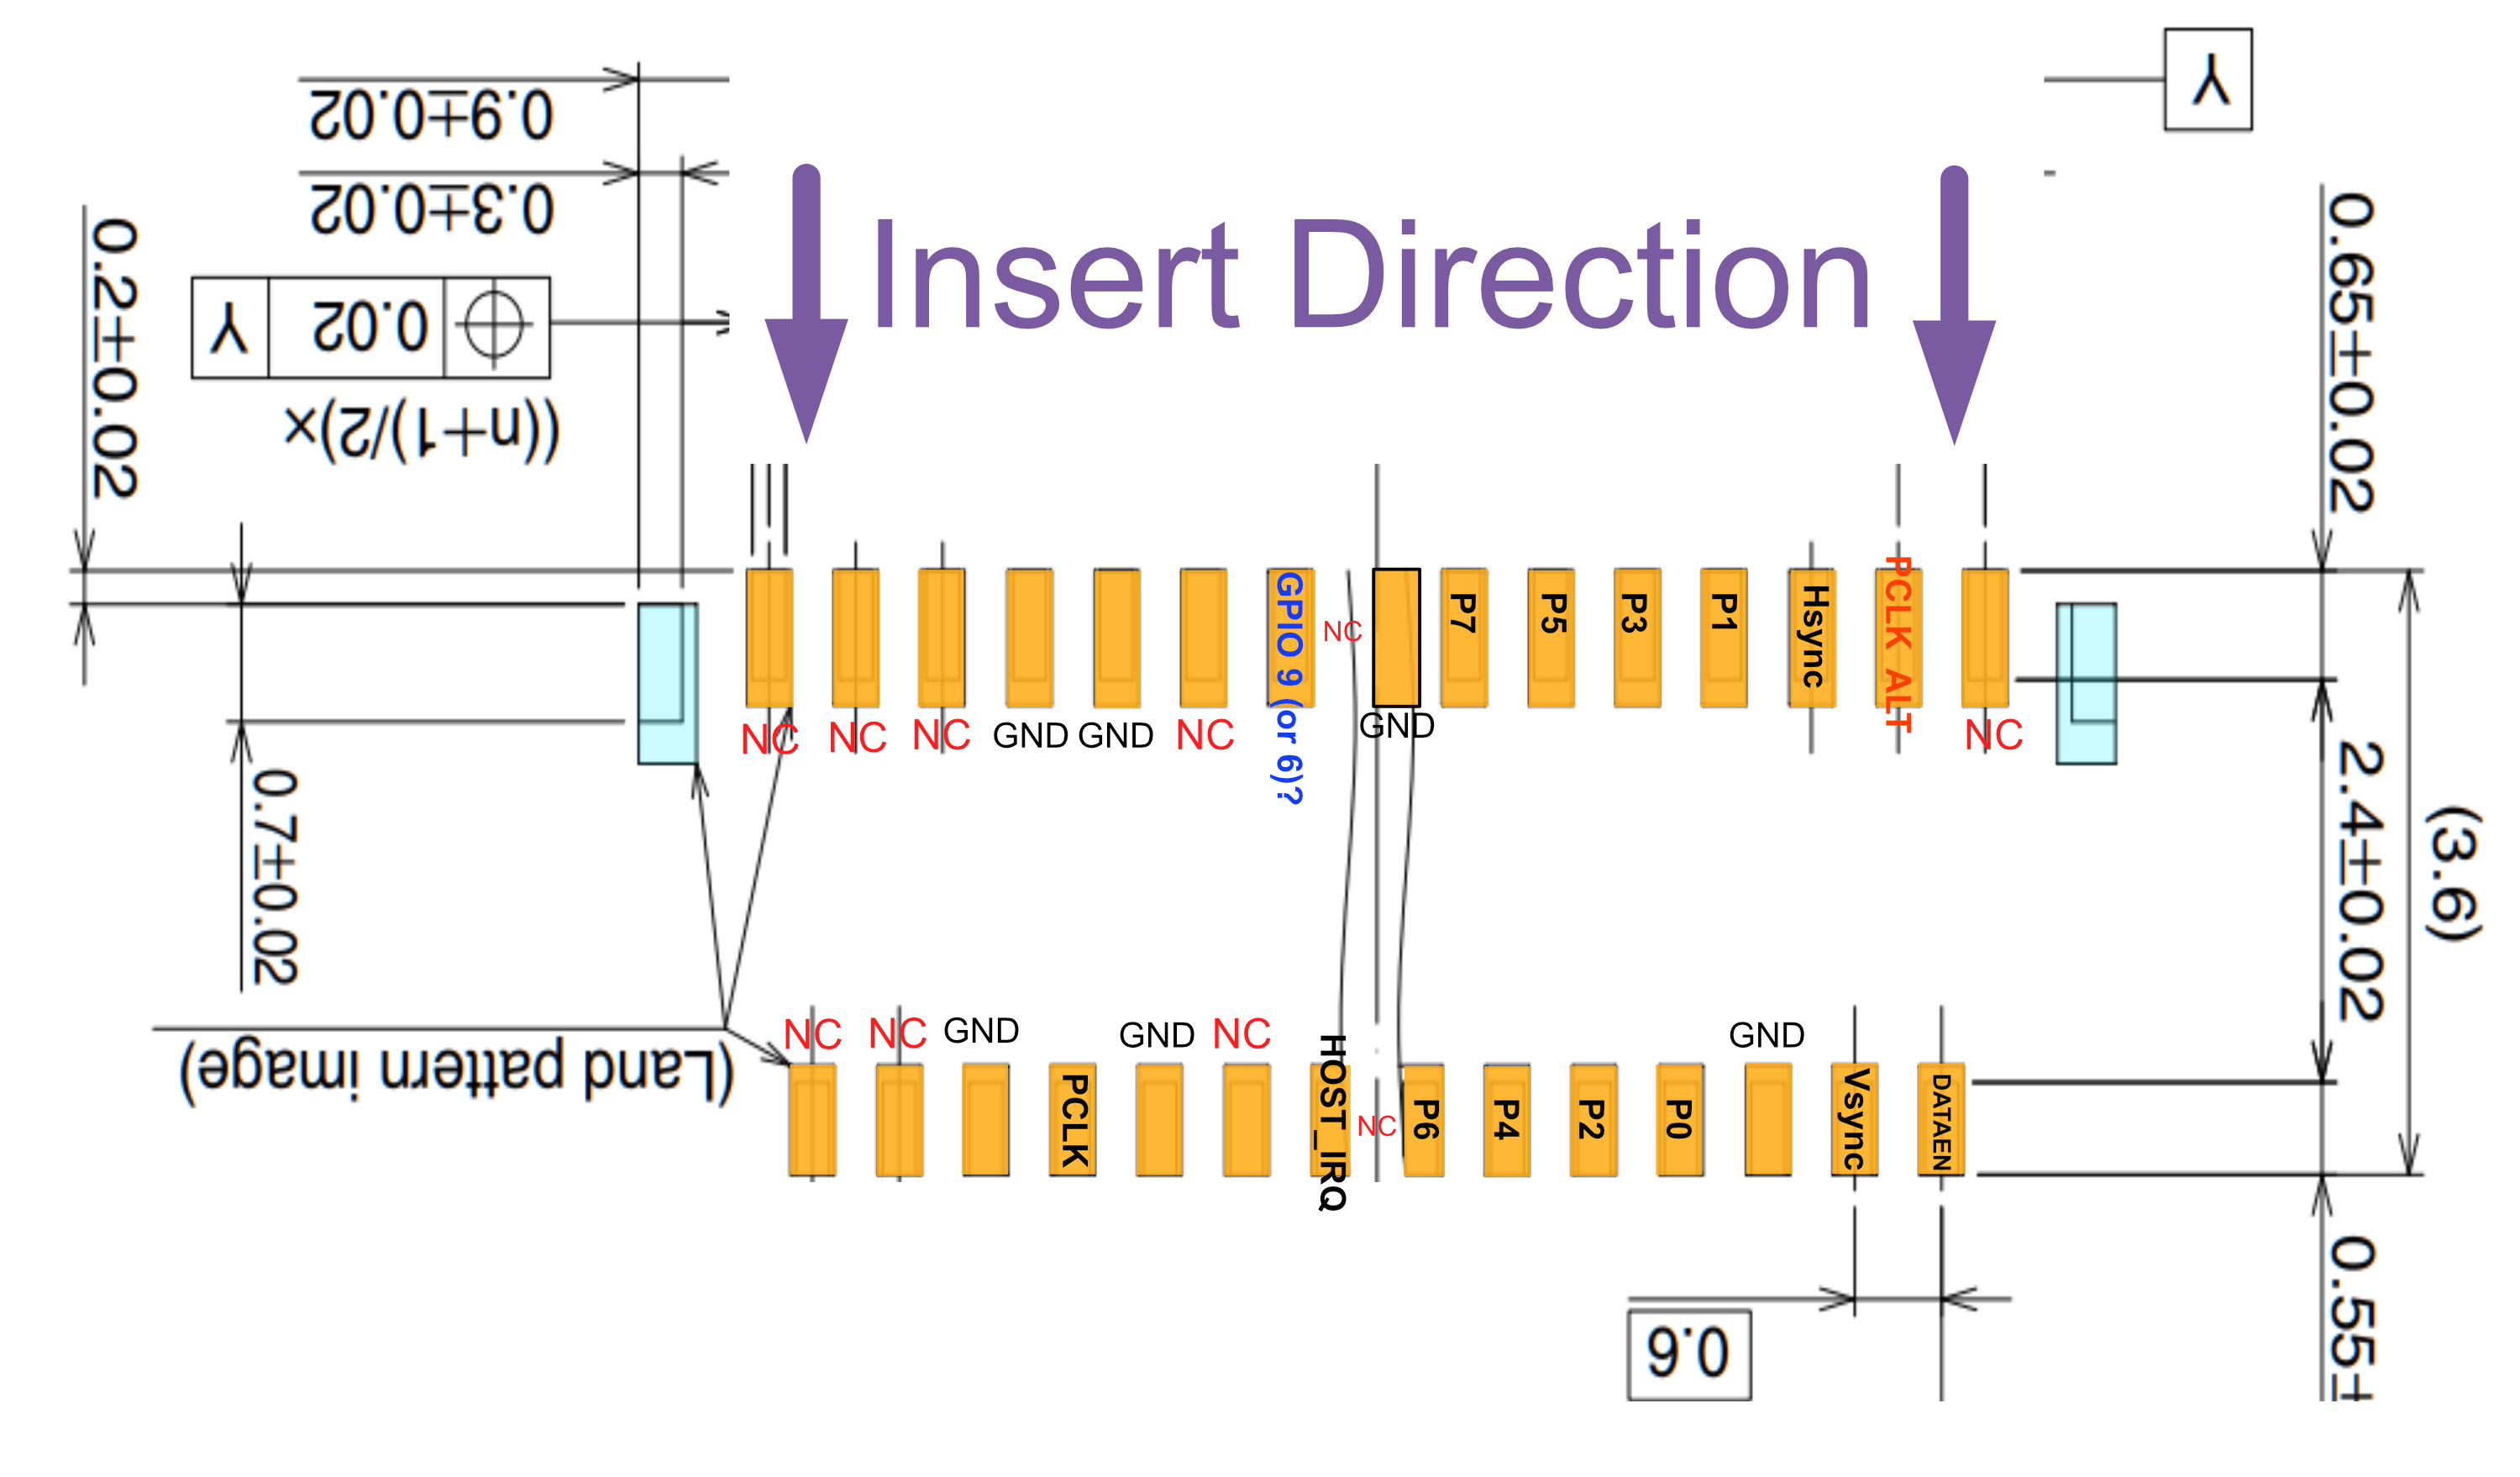 Y
0.9±0.02
0.3±0.02
Insert Direction
0.2±0.02
0.65±0.02
Y 0.02
((n+1)/2)×
GPIO 9 (or 6)?
NC
P7
P5
P3
P1
Hsync
PCLK ALT
NC
NC
NC
GND
GND
NC
GND
NC
0.7±0.02
2.4±0.02
(3.6)
(Land pattern image)
NC
NC
GND
GND
NC
GND
PCLK
HOST_IRQ
NC
P6
P4
P2
P0
Vsync
DATAEN
0.55±
0.6